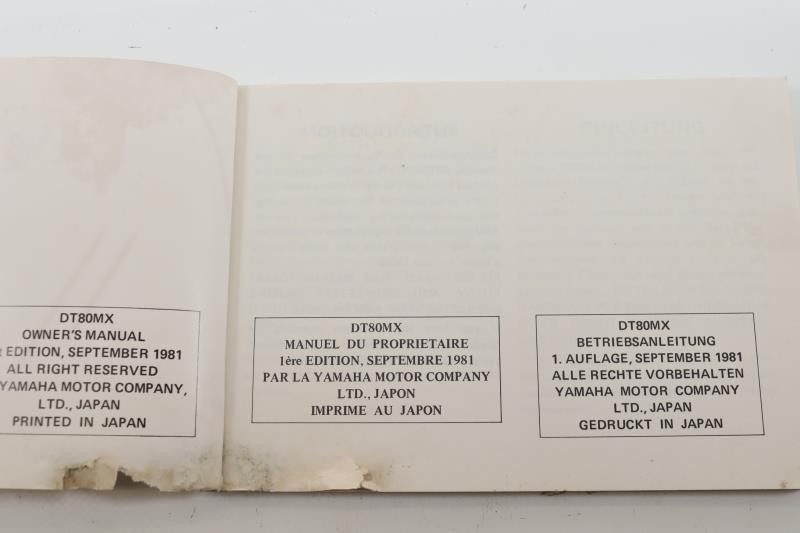 DT80MX
OWNER'S MANUAL
EDITION, SEPTEMBER 1981
ALL RIGHT RESERVED
YAMAHA MOTOR COMPANY,
LTD., JAPAN
PRINTED IN JAPAN
DT80MX
MANUEL DU PROPRIETAIRE
1ère EDITION, SEPTEMBRE 1981
PAR LA YAMAHA MOTOR COMPANY
LTD., JAPON
IMPRIME AU JAPON
DT80MX
BETRIEBSANLEITUNG
1. AUFLAGE, SEPTEMBER 1981
ALLE RECHTE VORBEHALTEN
YAMAHA MOTOR COMPANY
LTD., JAPAN
GEDRUCKT IN JAPAN